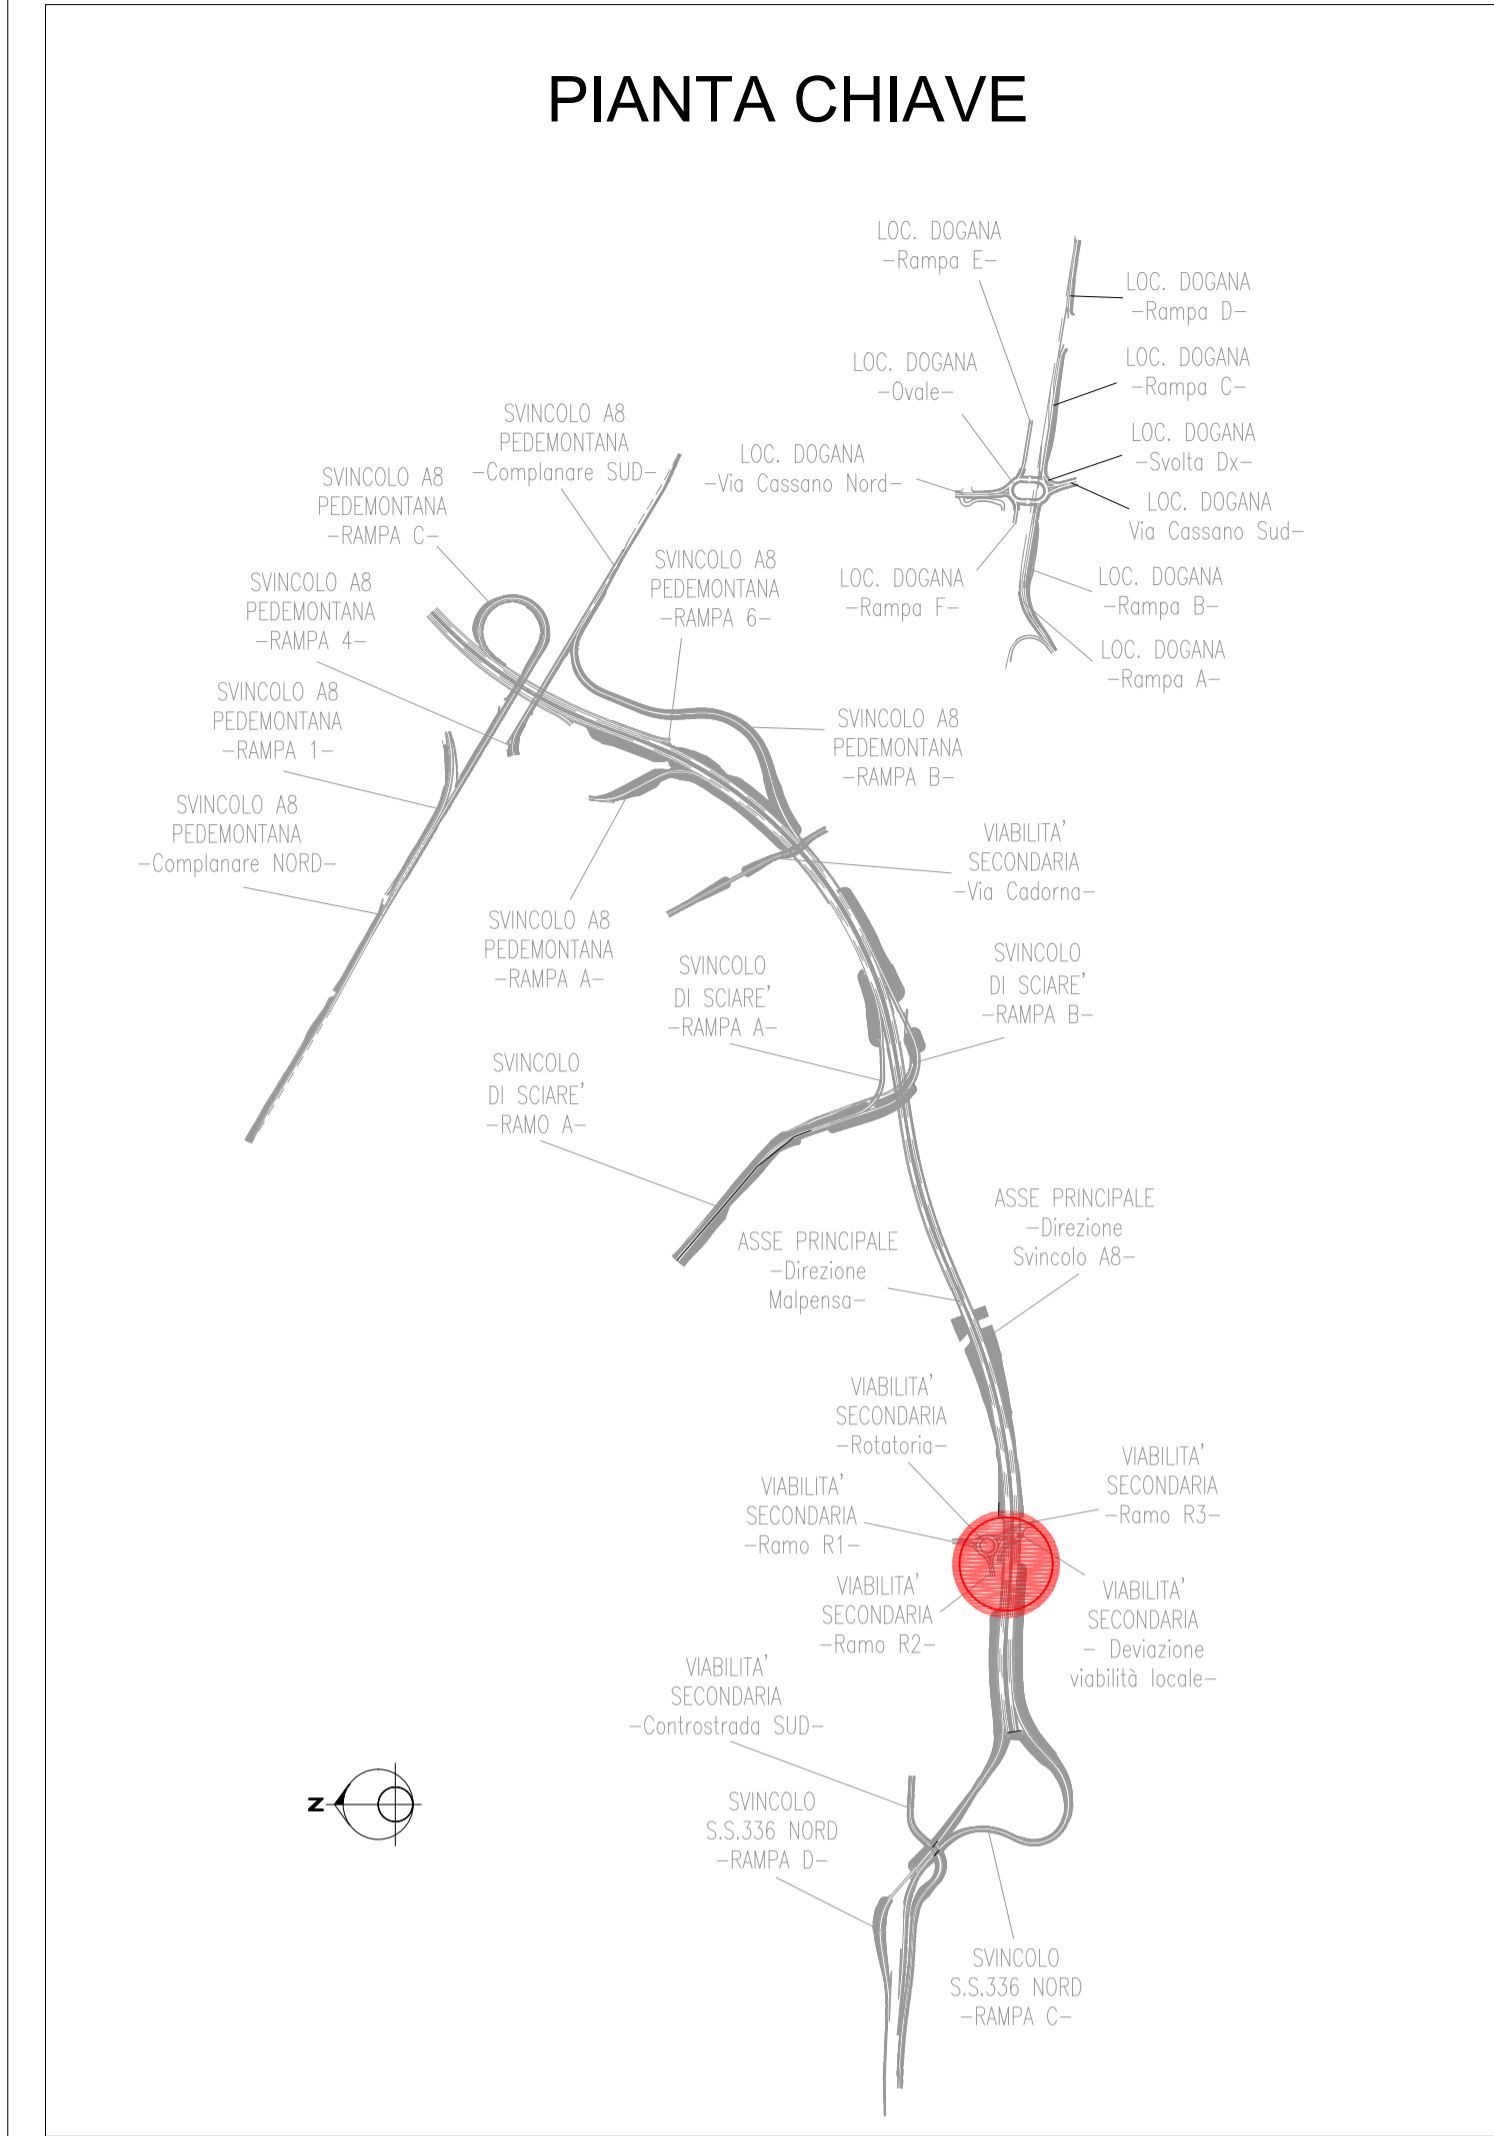 PIANTA CHIAVE
LOC. DOGANA
-Rampa E-
LOC. DOGANA
-Rampa D-
LOC. DOGANA
-Ovale-
LOC. DOGANA
-Rampa C-
SVINCOLO A8
PEDEMONTANA
-Complanare SUD-
LOC. DOGANA
-Via Cassano Nord-
LOC. DOGANA
-Svolta Dx-
SVINCOLO A8
PEDEMONTANA
-RAMPA C-
LOC. DOGANA
Via Cassano Sud-
SVINCOLO A8
PEDEMONTANA
-RAMPA 4-
SVINCOLO A8
PEDEMONTANA
-RAMPA 6-
LOC. DOGANA
-Rampa F-
LOC. DOGANA
-Rampa B-
LOC. DOGANA
-Rampa A-
SVINCOLO A8
PEDEMONTANA
-RAMPA 1-
SVINCOLO A8
PEDEMONTANA
-RAMPA B-
SVINCOLO A8
PEDEMONTANA
-Complanare NORD-
VIABILITA'
SECONDARIA
-Via Cadorna-
SVINCOLO A8
PEDEMONTANA
-RAMPA A-
SVINCOLO
DI SCIARE'
-RAMPA A-
SVINCOLO
DI SCIARE'
-RAMPA B-
SVINCOLO
DI SCIARE'
-RAMO A-
ASSE PRINCIPALE
-Direzione
Svincolo A8-
ASSE PRINCIPALE
-Direzione
Malpensa-
VIABILITA'
SECONDARIA
-Rotatoria-
VIABILITA'
SECONDARIA
-Ramo R3-
VIABILITA'
SECONDARIA
-Ramo R1-
VIABILITA'
SECONDARIA
-Ramo R2-
VIABILITA'
SECONDARIA
- Deviazione
viabilità locale-
VIABILITA'
SECONDARIA
-Controstrada SUD-
N
SVINCOLO
S.S.336 NORD
-RAMPA D-
SVINCOLO
S.S.336 NORD
-RAMPA C-